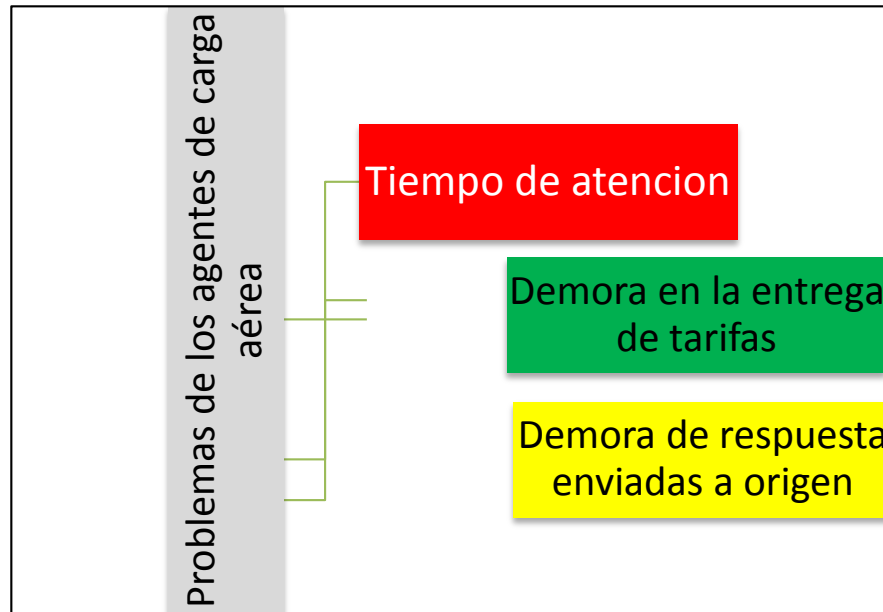 Problemas de los agentes de carga
aérea
Tiempo de atencion
Demora en la entrega
de tarifas
Demora de respuesta
enviadas a origen